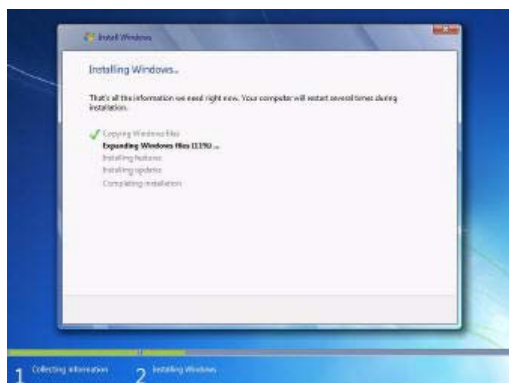 Install Windows
Installing Windows...
That's all the information we need right now. Your computer will restart several times during
installation.
Copying Windows files
Expanding Windows files ...
Installing features
Installing updates
Completing installation
1 Collecting information
2 Installing Windows